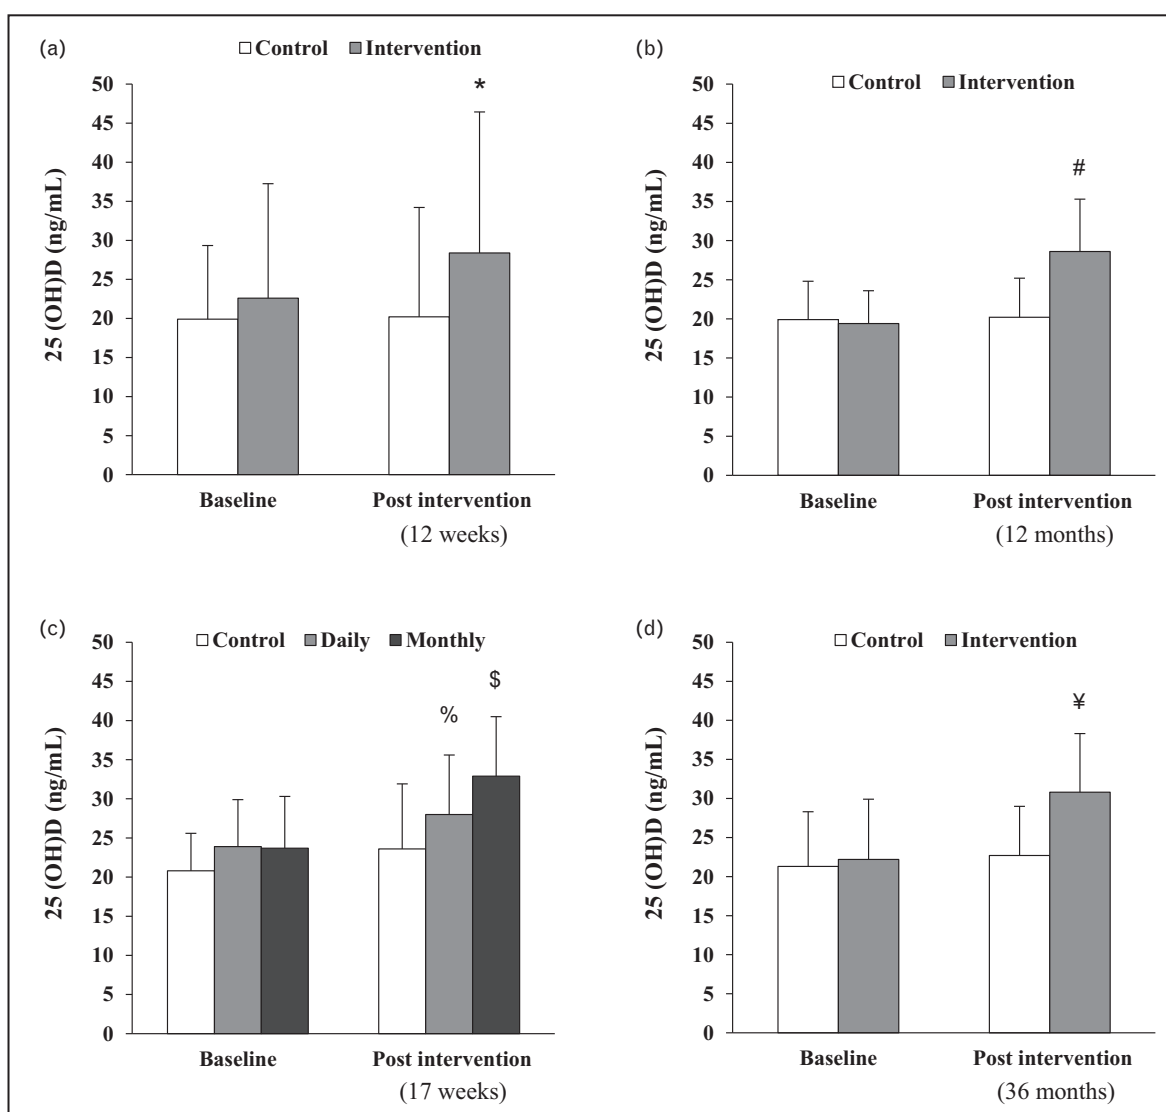 (a)
Control Intervention
*
50
45
40
35
30
25
20
15
10
5
0
25 (OH)D (ng/mL)
Baseline Post intervention
(12 weeks)
(b)
Control Intervention
#
50
45
40
35
30
25
20
15
10
5
0
25 (OH)D (ng/mL)
Baseline Post intervention
(12 months)
(c)
Control Daily Monthly
$
%
50
45
40
35
30
25
20
15
10
5
0
25 (OH)D (ng/mL)
Baseline Post intervention
(17 weeks)
(d)
Control Intervention
¥
50
45
40
35
30
25
20
15
10
5
0
25 (OH)D (ng/mL)
Baseline Post intervention
(36 months)